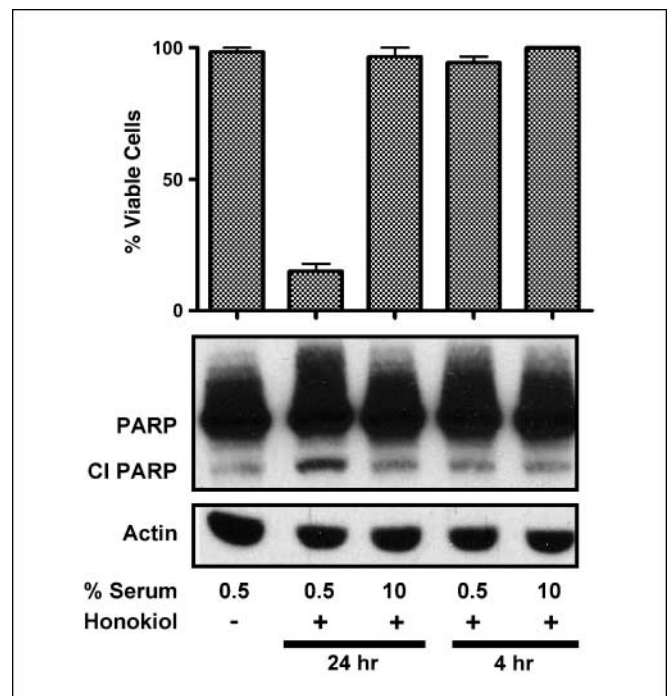 100
50
0
% Viable Cells
PARP
Cl PARP
Actin
% Serum 0.5 0.5 10 0.5 10
Honokiol - + + + +
24 hr 4 hr